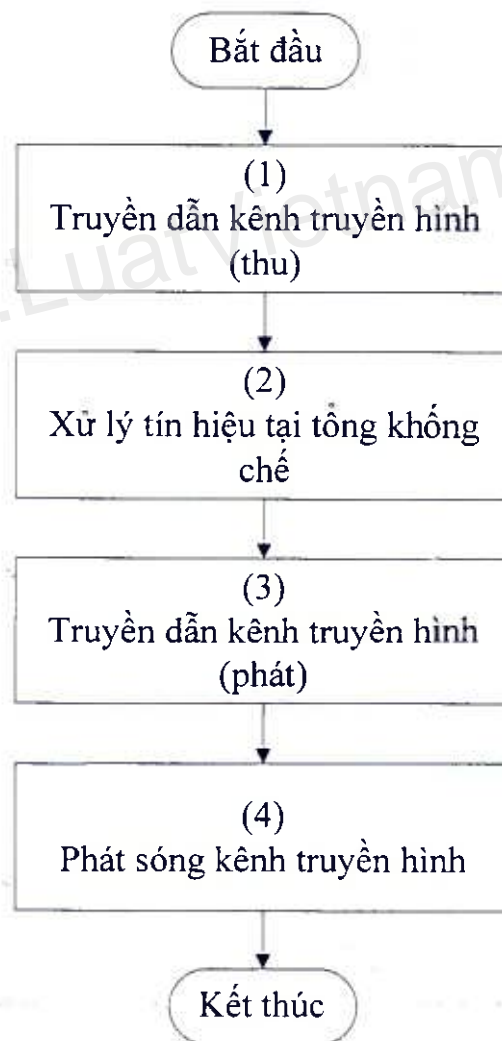 Bắt đầu
(1)
Truyền dẫn kênh truyền hình
(thu)
(2)
Xử lý tín hiệu tại tổng khống
chế
(3)
Truyền dẫn kênh truyền hình
(phát)
(4)
Phát sóng kênh truyền hình
Kết thúc
.LuatVietnam